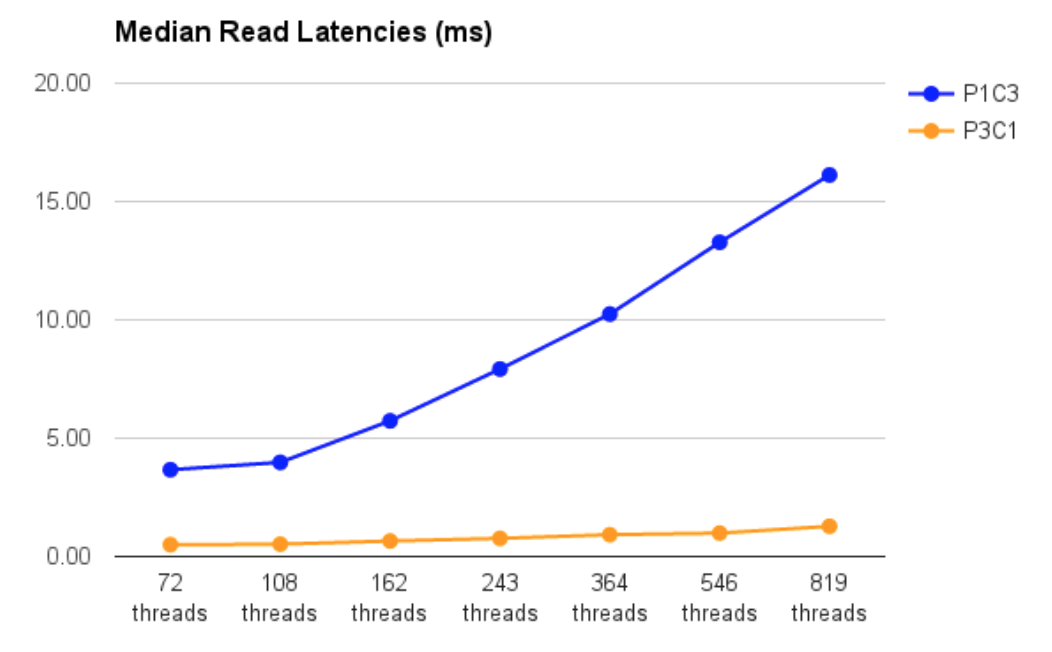 Median Read Latencies (ms)
20.00
15.00
10.00
5.00
0.00
72 threads
108 threads
162 threads
243 threads
364 threads
546 threads
819 threads
P1C3
P3C1